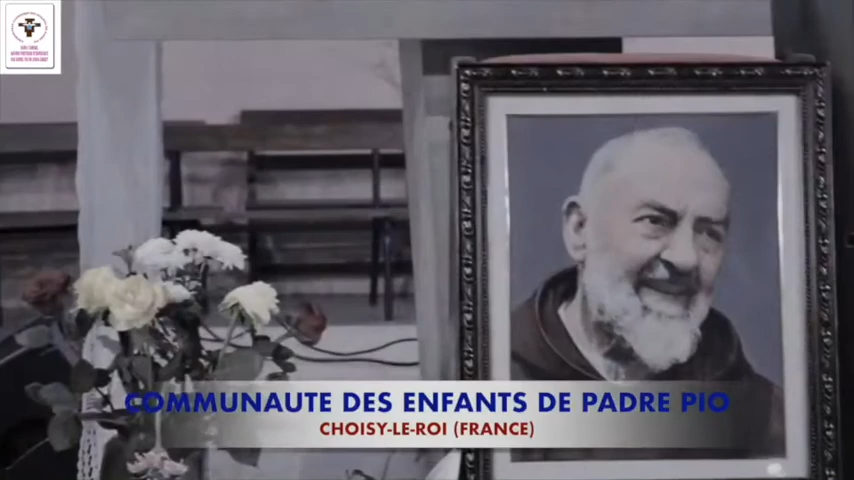 COMMUNAUTE DES ENFANTS DE PADRE PIO
CHOISY-LE-ROI (FRANCE)